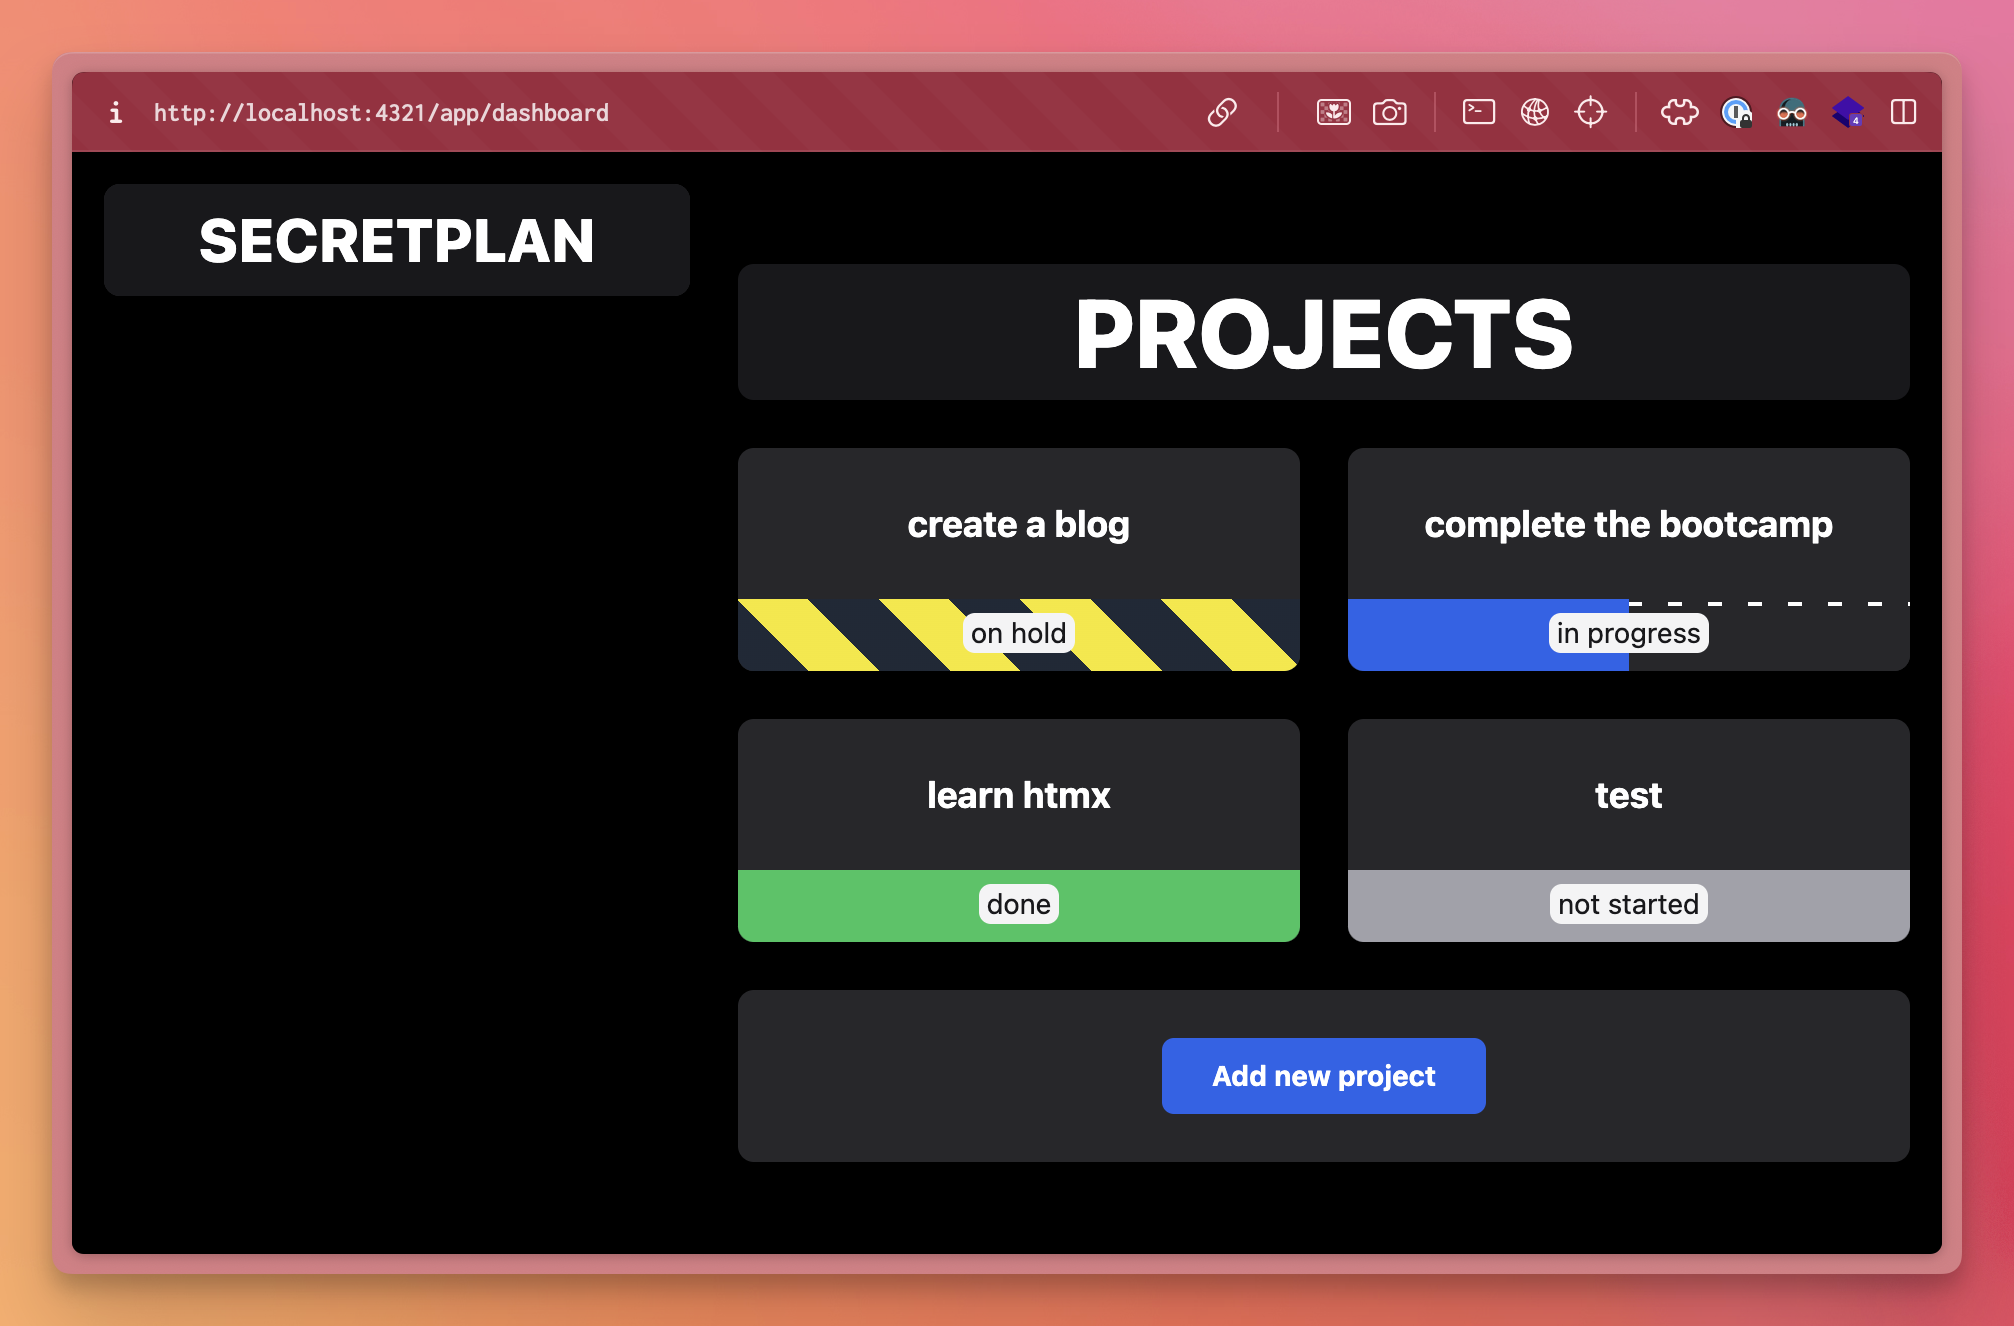 i http://localhost:4321/app/dashboard
4
SECRETPLAN
PROJECTS
create a blog
on hold
complete the bootcamp
in progress
learn htmx
done
test
not started
Add new project